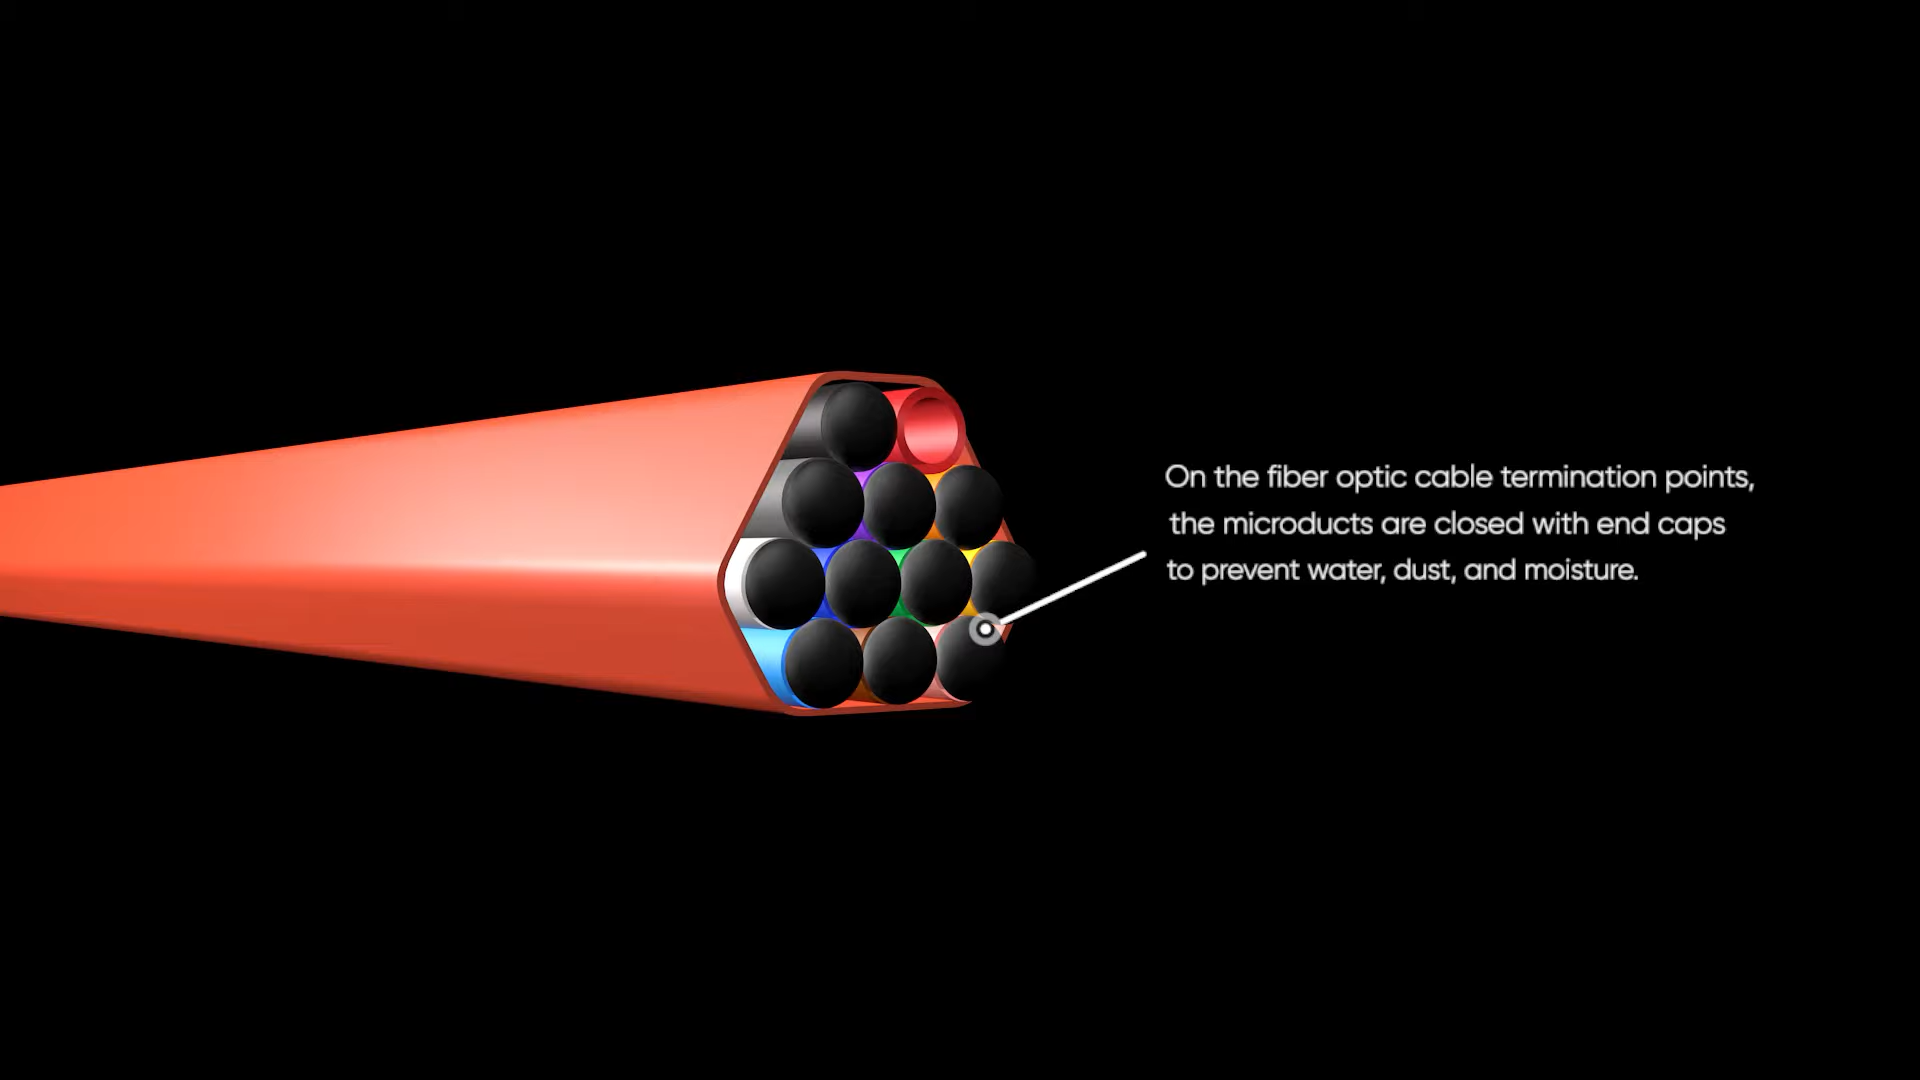 On the fiber optic cable termination points,
the microducts are closed with end caps
to prevent water, dust, and moisture.